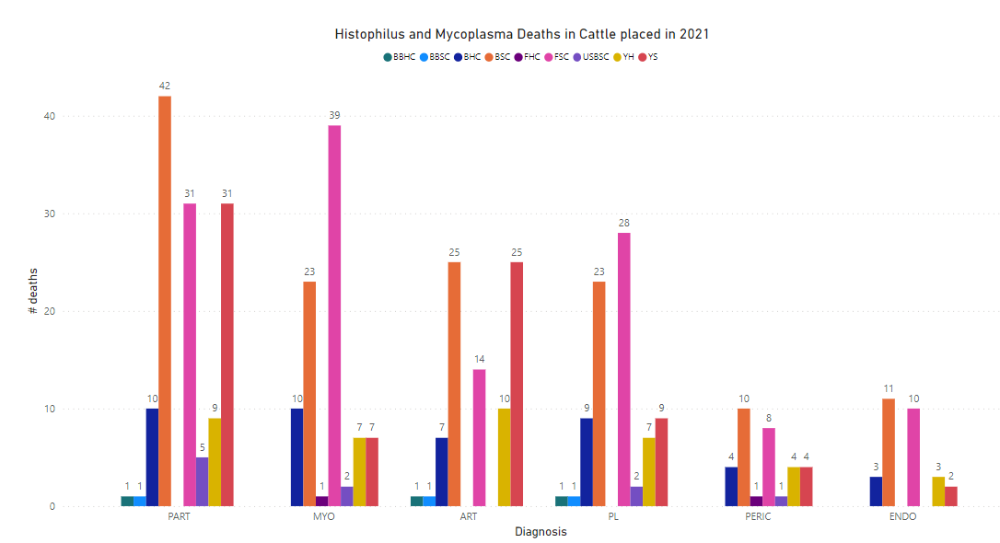 Histophilus and Mycoplasma Deaths in Cattle placed in 2021
BBHC BBSC BHC BSC FHC FSC USBSC YH YS
# deaths
40
30
20
10
0
1 1 10 42 31 5 9 31
10 23 1 39 2 7 7
1 1 7 25 14 10 25
1 1 9 23 28 2 7 9
4 10 1 8 1 4 4
3 11 10 3 2
PART MYO ART PL PERIC ENDO
Diagnosis